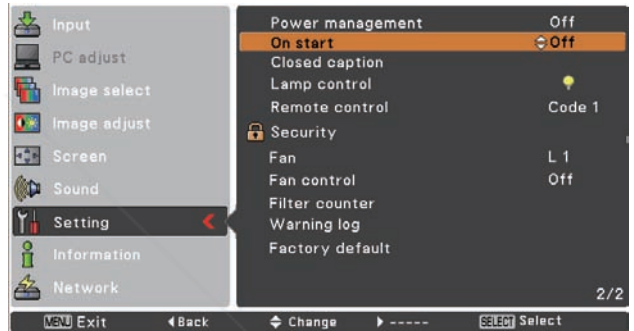 Input
PC adjust
Image select
Image adjust
Screen
Sound
Setting
Information
Network
Power management Off
On start Off
Closed caption
Lamp control
Remote control Code 1
Security
Fan L 1
Fan control Off
Filter counter
Warning log
Factory default
2/2
MENU Exit Back Change ----- SELECT Select